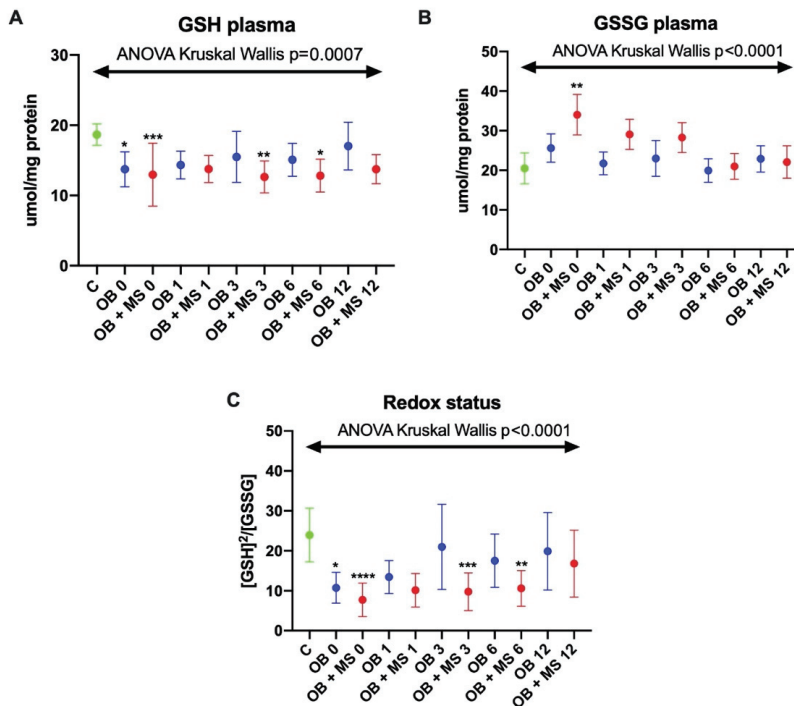 A
GSH plasma
ANOVA Kruskal Wallis p=0.0007
umol/mg protein
30
20
10
0
*
***
**
*
C
OB 0
OB + MS 0
OB 1
OB + MS 1
OB 3
OB + MS 3
OB 6
OB + MS 6
OB 12
OB + MS 12
B
GSSG plasma
ANOVA Kruskal Wallis p<0.0001
umol/mg protein
50
40
30
20
10
0
**
C
OB 0
OB + MS 0
OB 1
OB + MS 1
OB 3
OB + MS 3
OB 6
OB + MS 6
OB 12
OB + MS 12
C
Redox status
ANOVA Kruskal Wallis p<0.0001
[GSH]²/[GSSG]
50
40
30
20
10
0
*
****
***
**
C
OB 0
OB + MS 0
OB 1
OB + MS 1
OB 3
OB + MS 3
OB 6
OB + MS 6
OB 12
OB + MS 12